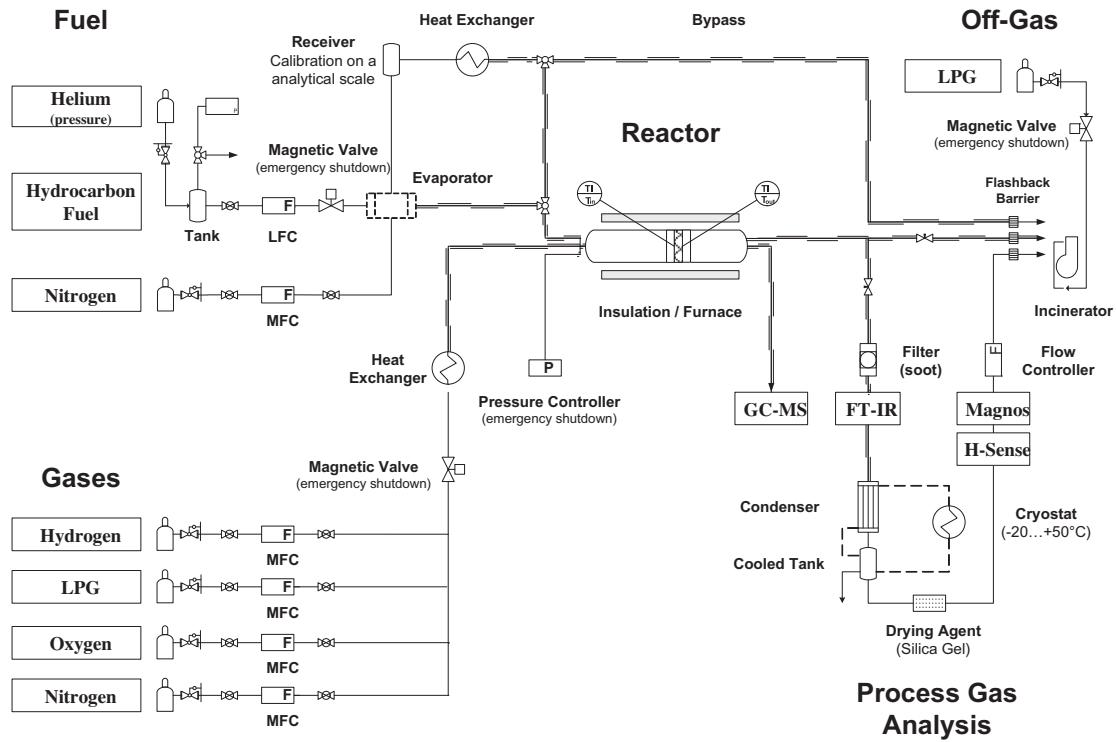 Fuel
Heat Exchanger
Bypass
Off-Gas
Receiver
Calibration on a
analytical scale
LPG
Helium
(pressure)
P
Reactor
Magnetic Valve
(emergency shutdown)
Magnetic Valve
(emergency shutdown)
Evaporator
Hydrocarbon
Fuel
TI
Tin
TI
Tout
Flashback
Barrier
F
Tank
LFC
Nitrogen
F
MFC
Insulation / Furnace
Incinerator
Heat
Exchanger
P
Pressure Controller
(emergency shutdown)
Filter
(soot)
F
Flow
Controller
GC-MS
FT-IR
Magnos
H-Sense
Gases
Magnetic Valve
(emergency shutdown)
Condenser
Cryostat
(-20...+50°C)
Hydrogen
F
MFC
Cooled Tank
LPG
F
MFC
Drying Agent
(Silica Gel)
Oxygen
F
MFC
Nitrogen
F
MFC
Process Gas
Analysis